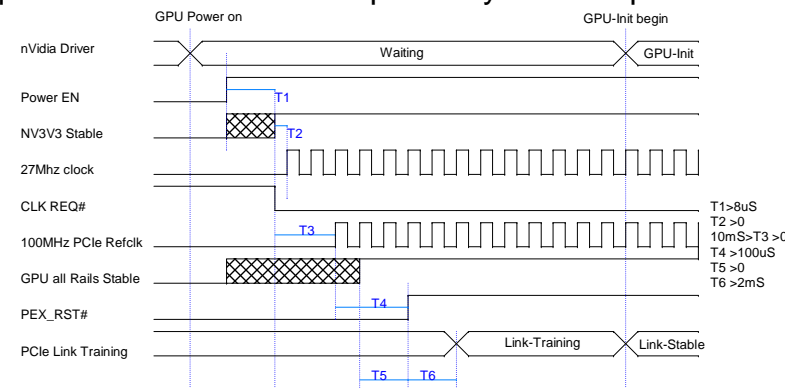 GPU Power on
GPU-Init begin
nVidia Driver
Waiting
GPU-Init
Power EN
T1
NV3V3 Stable
T2
27Mhz clock
CLK REQ#
T1>8uS
T2 >0
T3
10mS>T3 >0
100MHz PCIe Refclk
T4 >100uS
T5 >0
GPU all Rails Stable
T6 >2mS
T4
PEX_RST#
PCIe Link Training
Link-Training
Link-Stable
T5
T6